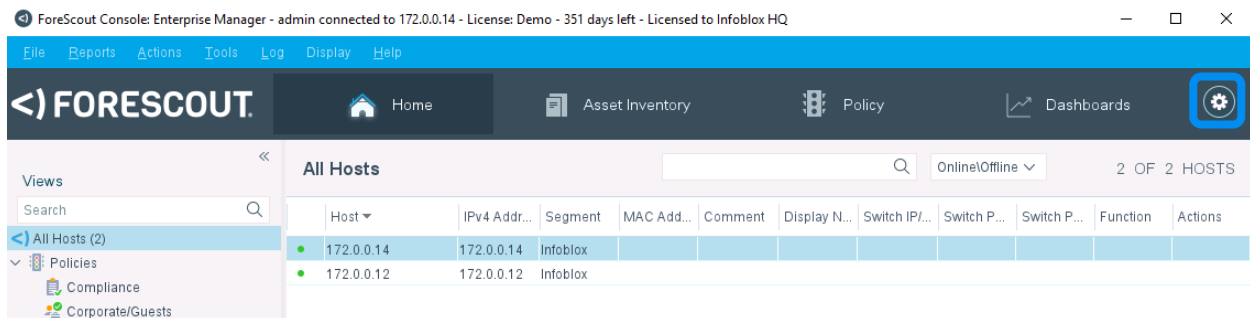 ForeScout Console: Enterprise Manager - admin connected to 172.0.0.14 - License: Demo - 351 days left - Licensed to Infoblox HQ
File Reports Actions Tools Log Display Help
<) FORESCOUT. Home Asset Inventory Policy Dashboards
Views
Search
<) All Hosts (2)
Policies
Compliance
Corporate/Guests
All Hosts Online\Offline 2 OF 2 HOSTS
Host IPv4 Addr... Segment MAC Add... Comment Display N... Switch IP/... Switch P... Switch P... Function Actions
172.0.0.14 172.0.0.14 Infoblox
172.0.0.12 172.0.0.12 Infoblox